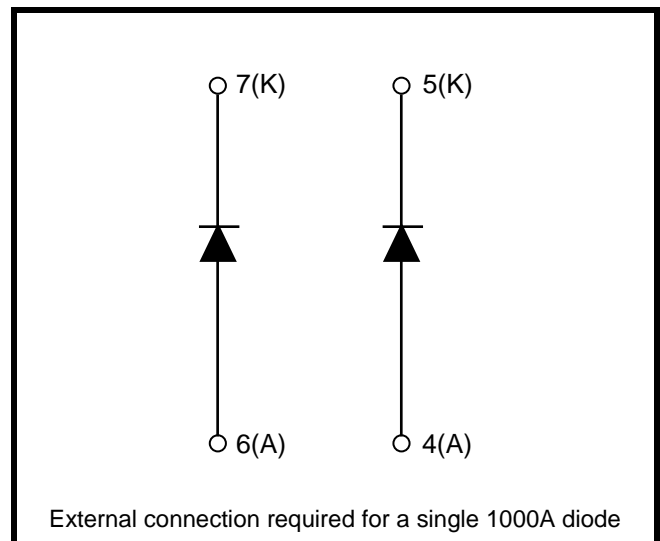 7(K) 5(K)
6(A) 4(A)
External connection required for a single 1000A diode